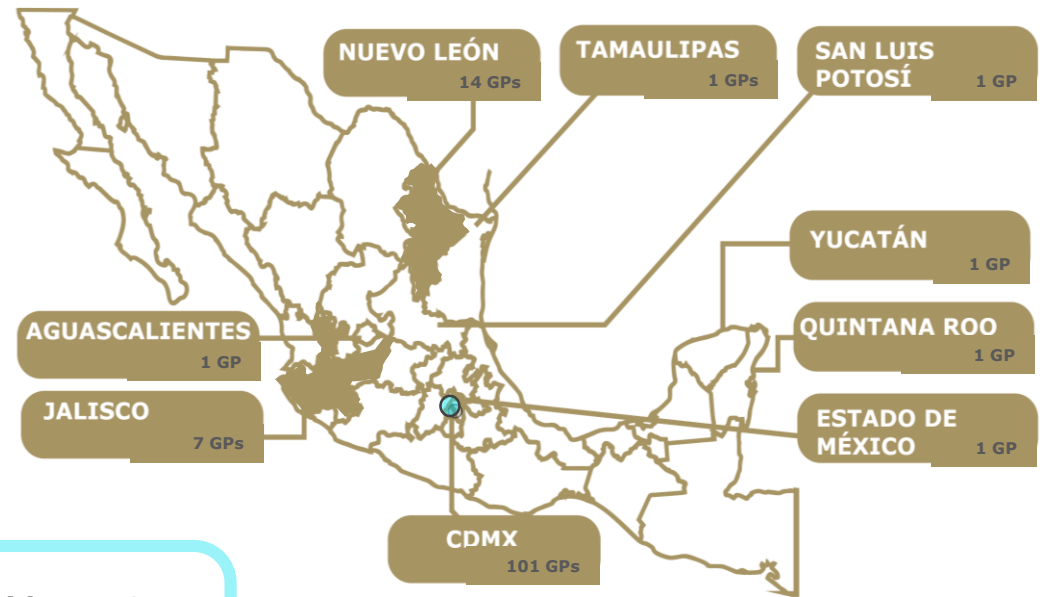 NUEVO LEÓN
14 GPs
TAMAULIPAS
1 GPs
SAN LUIS
POTOSÍ
1 GP
YUCATÁN
1 GP
AGUASCALIENTES
1 GP
QUINTANA ROO
1 GP
JALISCO
7 GPs
ESTADO DE
MÉXICO
1 GP
CDMX
101 GPs